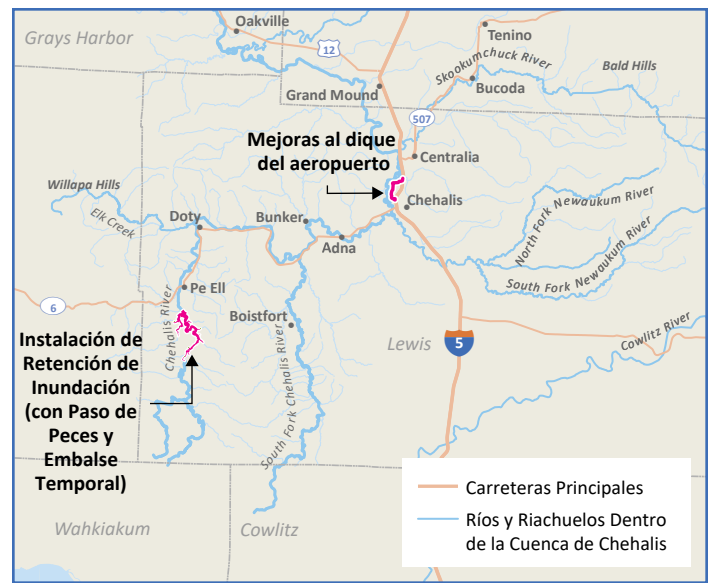 Oakville
Grays Harbor
12
Tenino
Skookumchuck River
Bald Hills
Grand Mound
Bucoda
507
Mejoras al dique
del aeropuerto
Centralia
Willapa Hills
Chehalis
Elk Creek
Doty
Bunker
Adna
North Fork Newaukum River
South Fork Newaukum River
Pe Ell
6
Chehalis River
Boistfort
Cowlitz River
Instalación de
Retención de
Inundación
(con Paso de
Peces y
Embalse
Temporal)
Lewis
5
South Fork Chehalis River
Wahkiakum
Cowlitz
Carreteras Principales
Ríos y Riachuelos Dentro
de la Cuenca de Chehalis